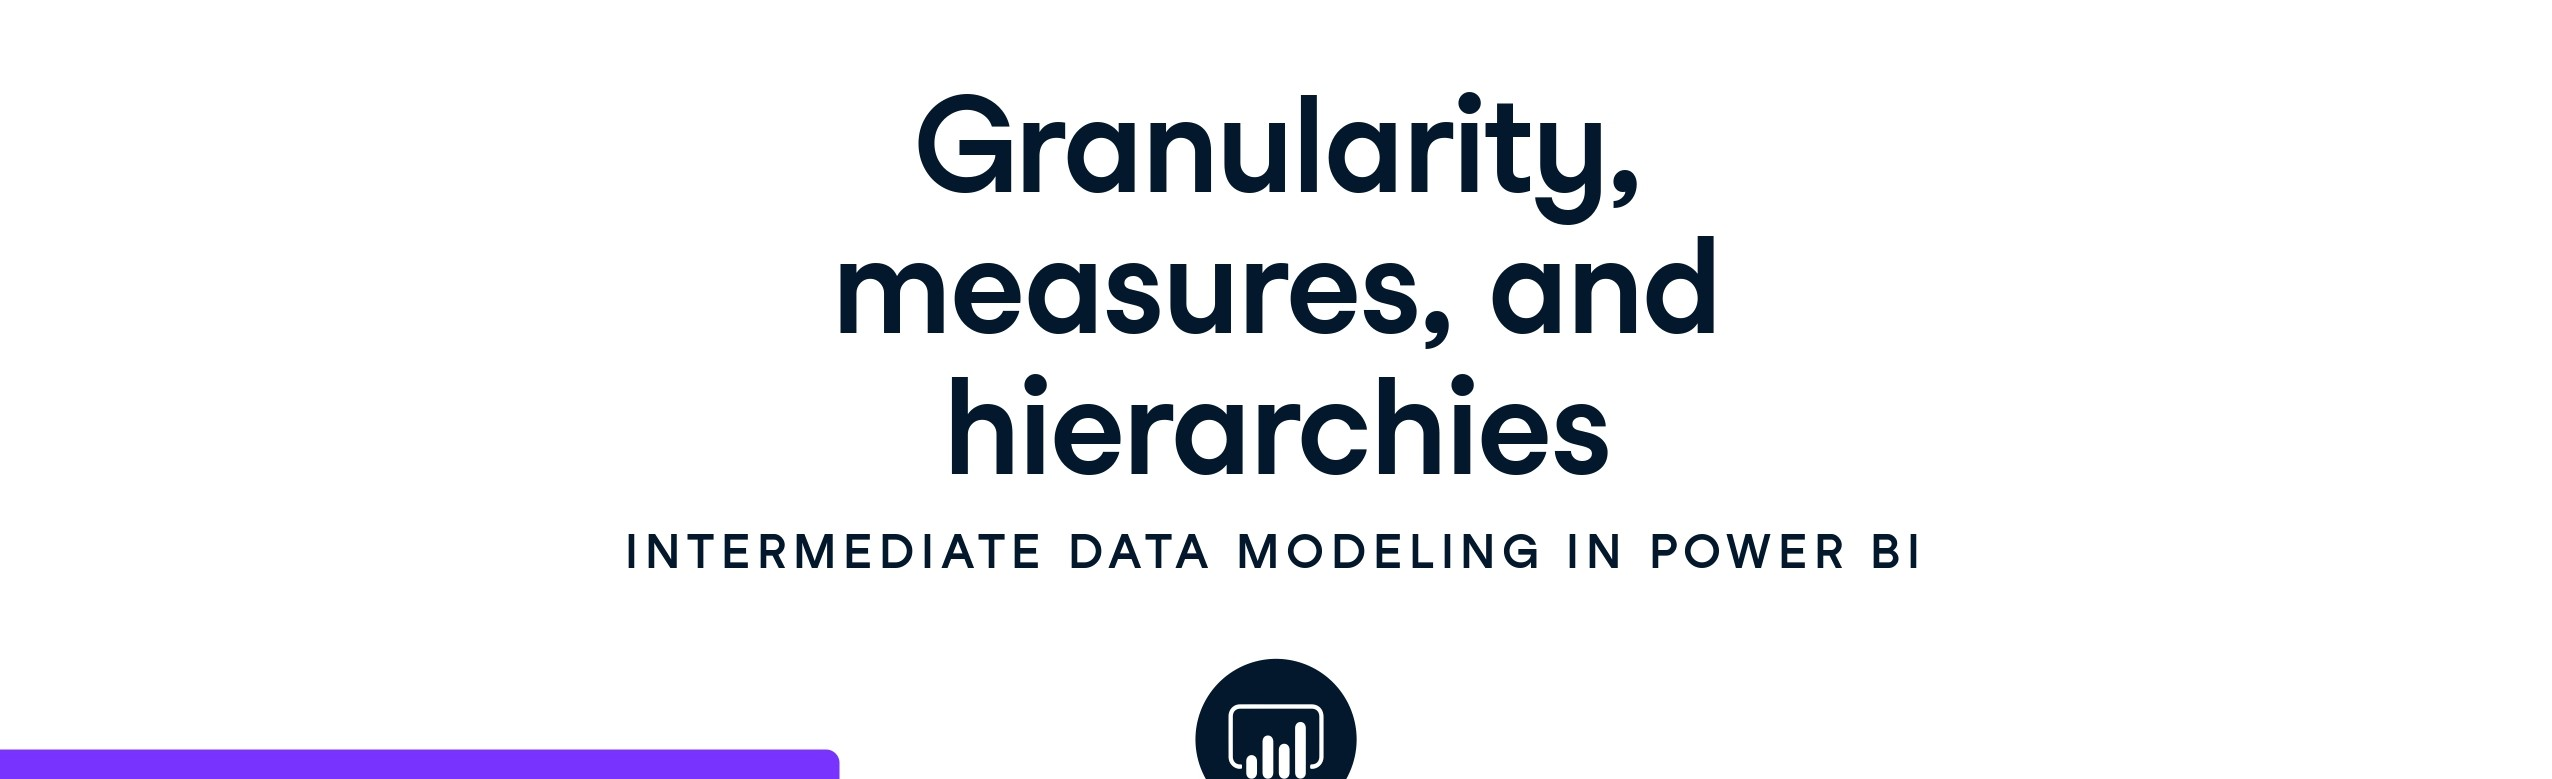 Granularity,
measures, and
hierarchies
INTERMEDIATE DATA MODELING IN POWER BI